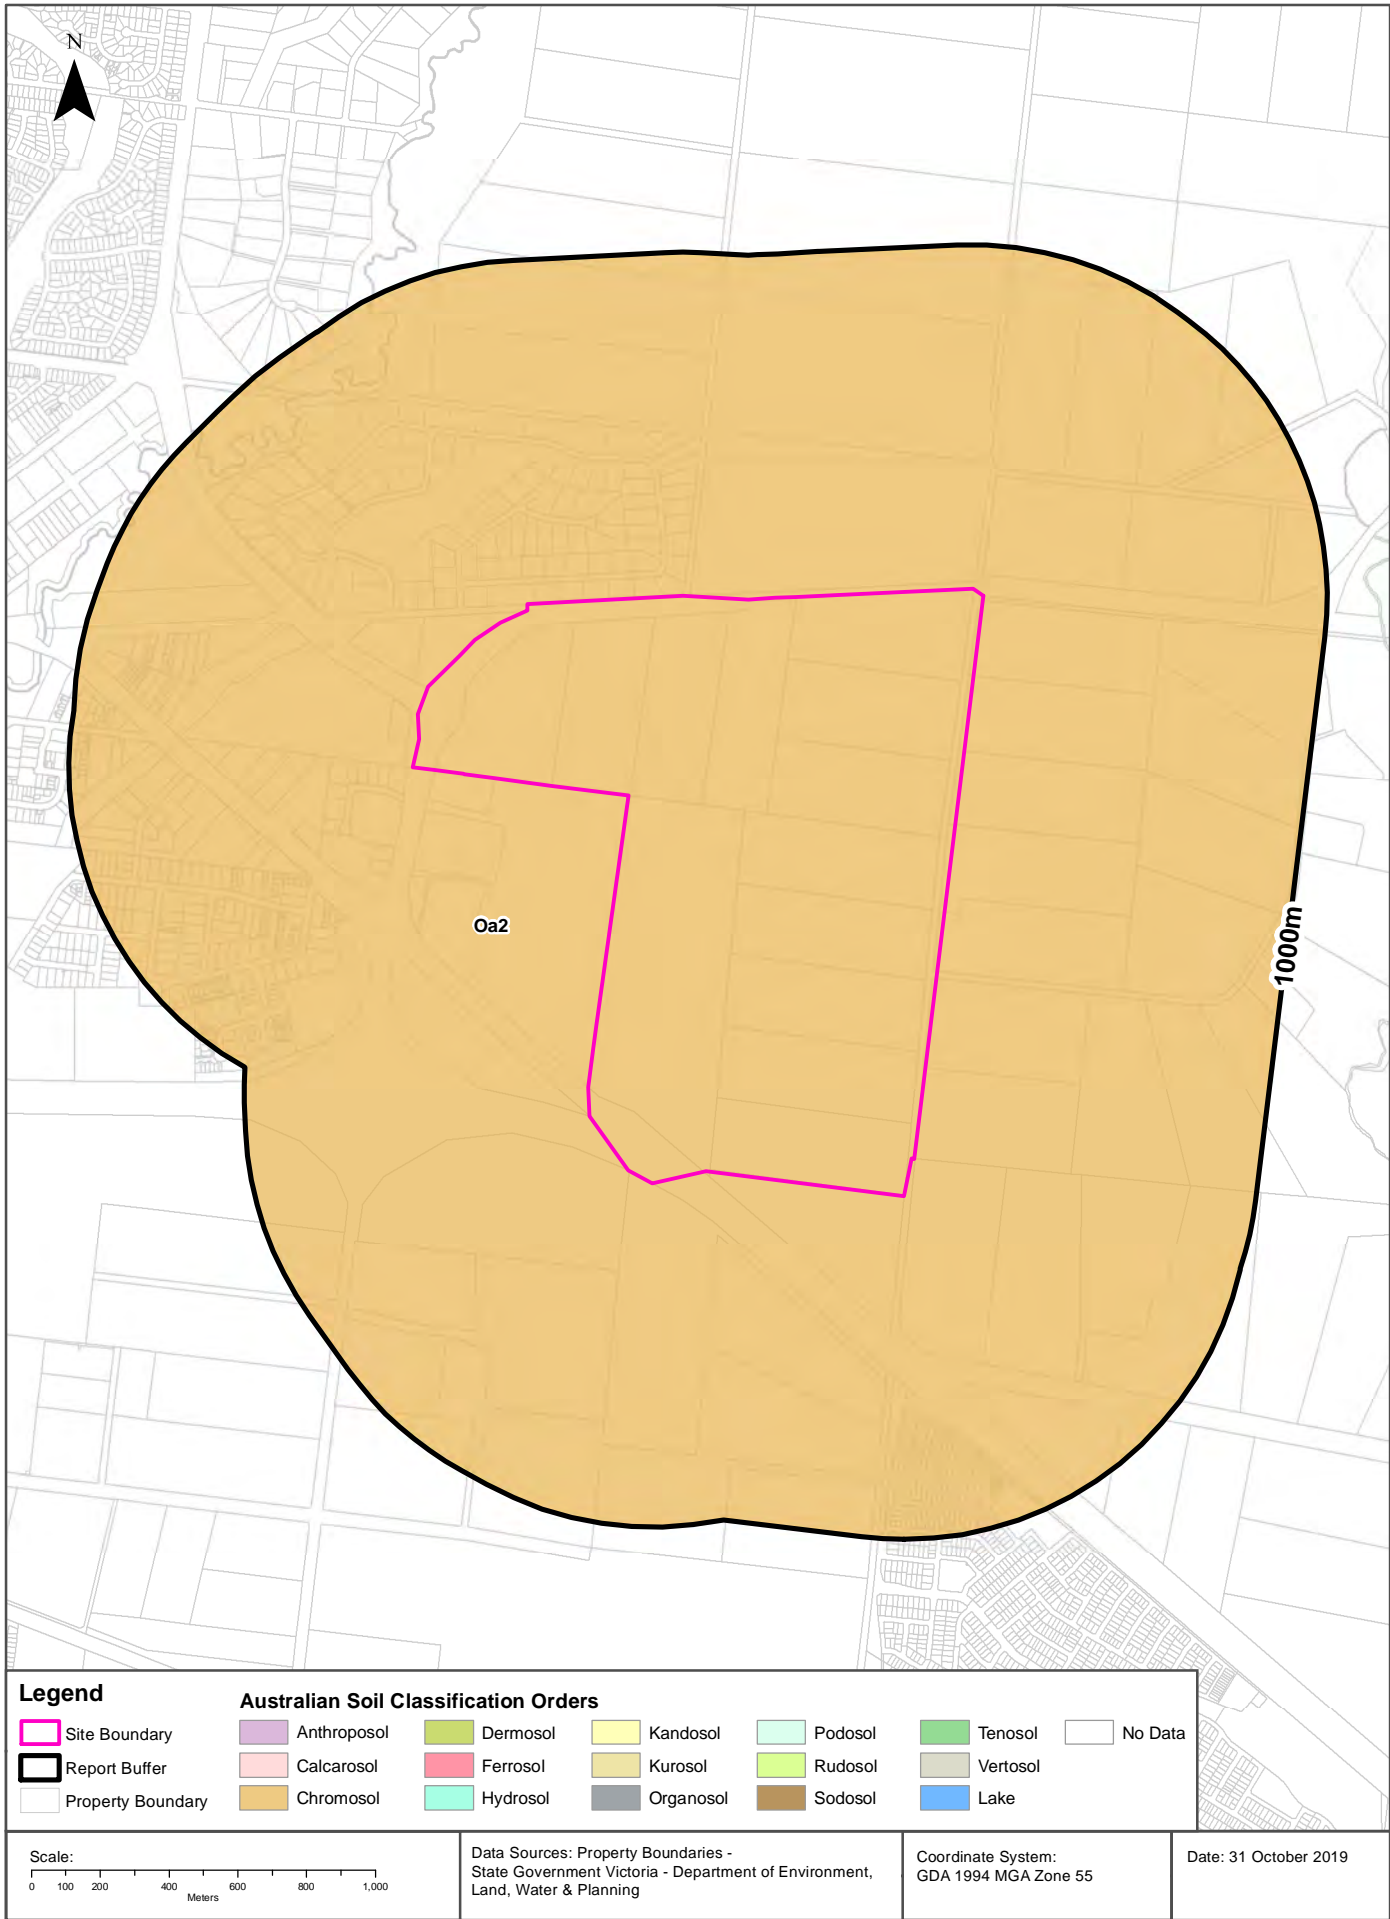 N
Oa2
1000m
Legend
Site Boundary
Report Buffer
Property Boundary
Australian Soil Classification Orders
Anthroposol
Calcarosol
Chromosol
Dermosol
Ferrosol
Hydrosol
Kandosol
Kurosol
Organosol
Podosol
Rudosol
Sodosol
Tenosol
Vertosol
Lake
No Data
Scale:
0 100 200 400 600 800 1,000
Meters
Data Sources: Property Boundaries -
State Government Victoria - Department of Environment,
Land, Water & Planning
Coordinate System:
GDA 1994 MGA Zone 55
Date: 31 October 2019